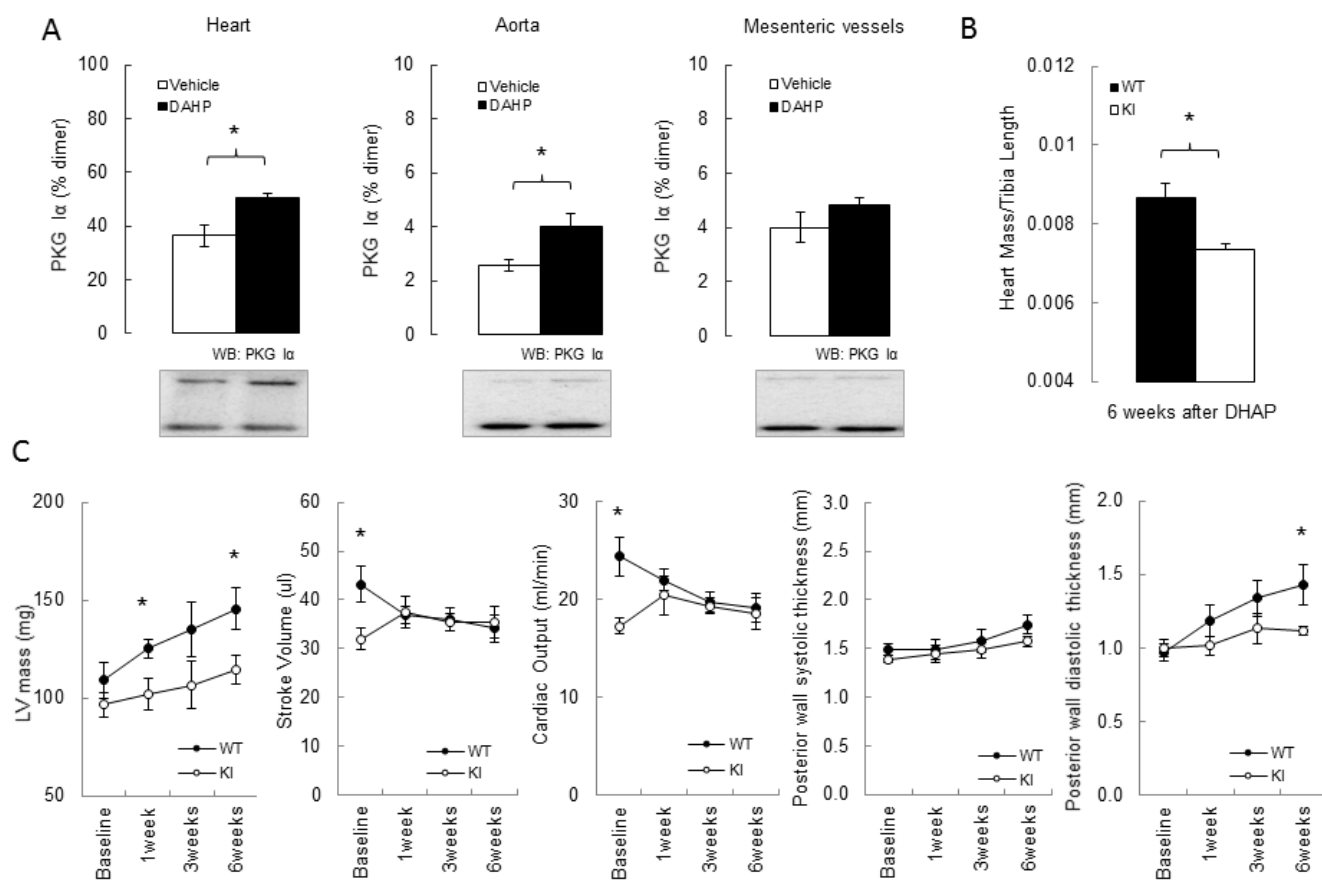 A
Heart
100
80
60
40
20
0
PKG Iα (% dimer)
Vehicle
DAHP
*
WB: PKG Iα
Aorta
10
8
6
4
2
0
PKG Iα (% dimer)
Vehicle
DAHP
*
WB: PKG Iα
Mesenteric vessels
10
8
6
4
2
0
PKG Iα (% dimer)
Vehicle
DAHP
WB: PKG Iα
B
0.012
0.01
0.008
0.006
0.004
Heart Mass/Tibia Length
WT
KI
*
6 weeks after DHAP
C
200
150
100
50
LV mass (mg)
*
*
WT
KI
Baseline
1week
3weeks
6weeks
60
50
40
30
20
10
0
Stroke Volume (ul)
*
WT
KI
Baseline
1week
3weeks
6weeks
30
20
10
0
Cardiac Output (ml/min)
*
WT
KI
Baseline
1week
3weeks
6weeks
3.0
2.5
2.0
1.5
1.0
0.5
0.0
Posterior wall systolic thickness (mm)
WT
KI
Baseline
1week
3weeks
6weeks
2.0
1.5
1.0
0.5
0.0
Posterior wall diastolic thickness (mm)
*
WT
KI
Baseline
1week
3weeks
6weeks